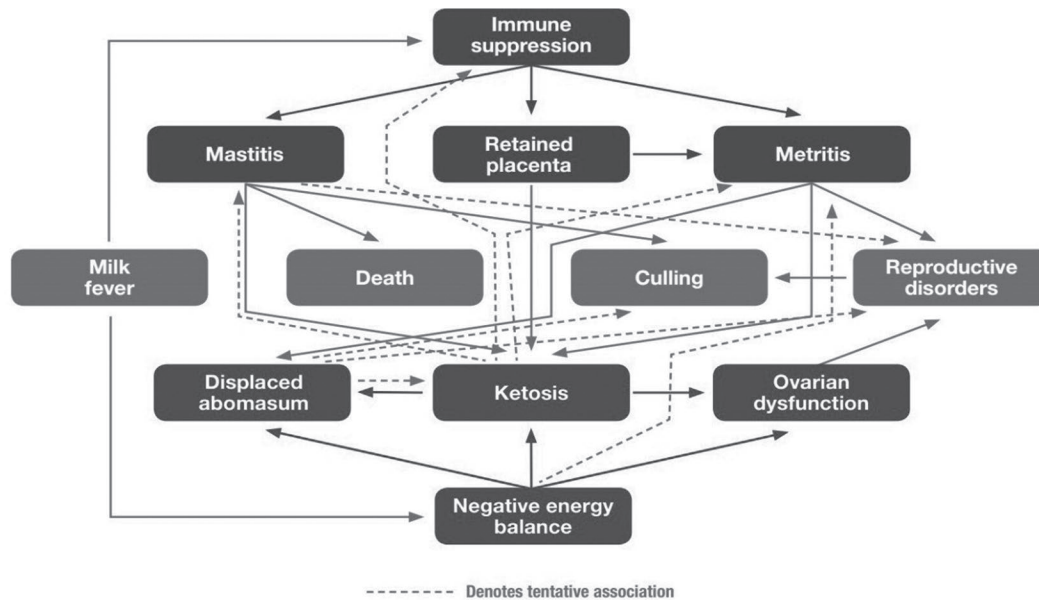 Immune
suppression
Mastitis
Retained
placenta
Metritis
Milk
fever
Death
Culling
Reproductive
disorders
Displaced
abomasum
Ketosis
Ovarian
dysfunction
Negative energy
balance
Denotes tentative association